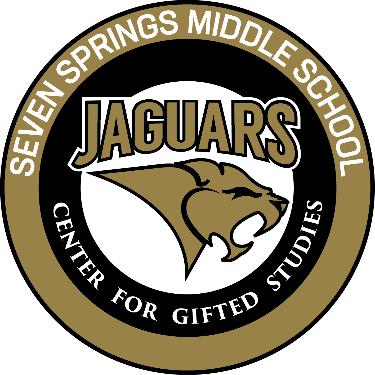 SEVEN SPRINGS MIDDLE SCHOOL
JAGUARS
CENTER FOR GIFTED STUDIES